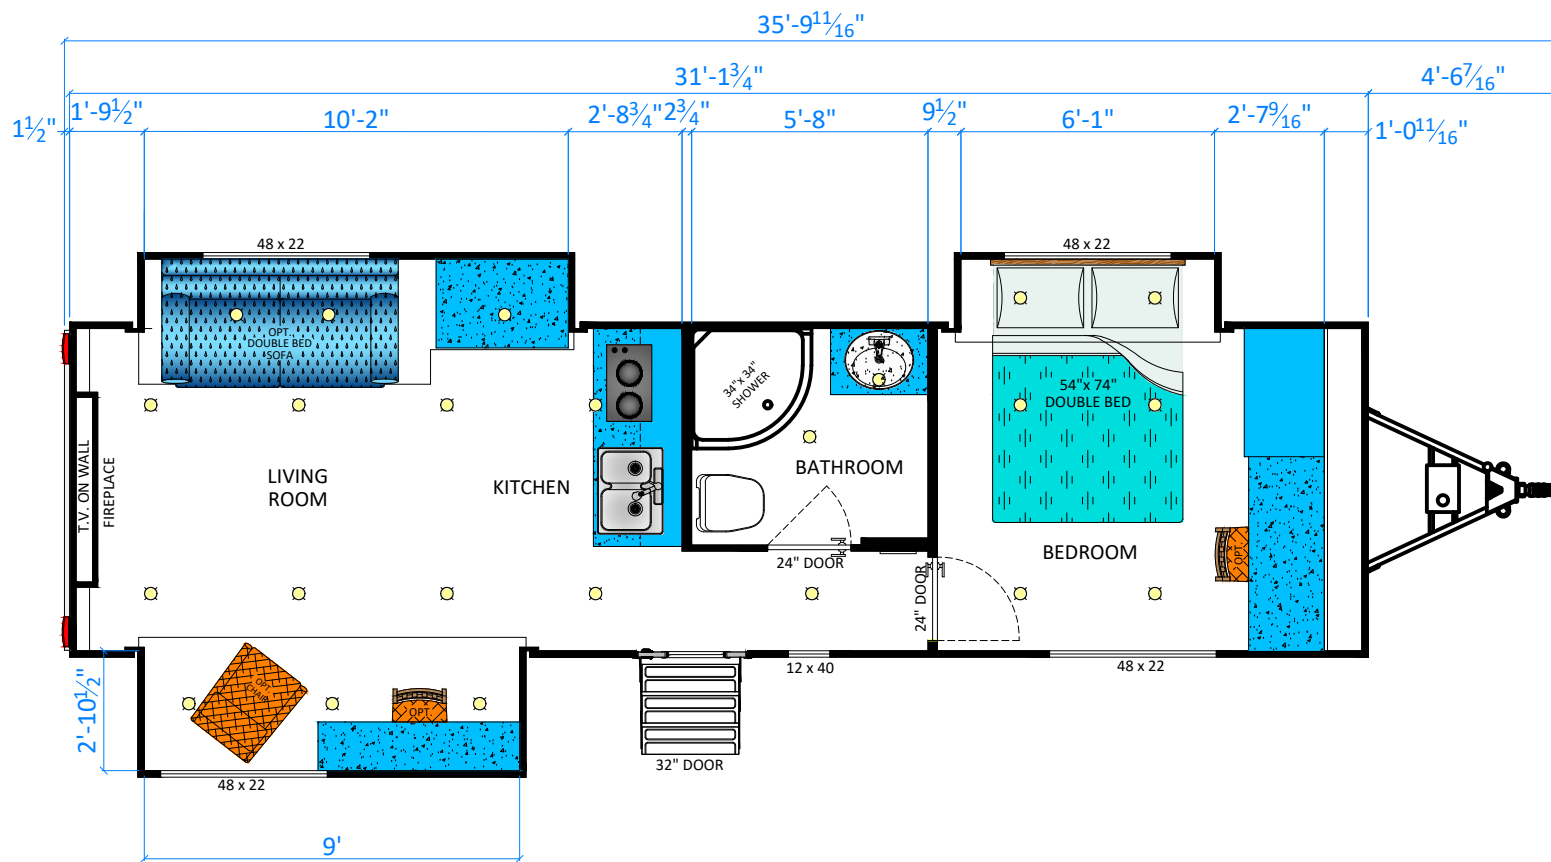 35'-9 11/16"
31'-1 3/4"
4'-6 7/16"
1 1/2"
1'-9 1/2"
10'-2"
2'-8 3/4"
2 3/4"
5'-8"
9 1/2"
6'-1"
2'-7 9/16"
1'-0 11/16"
48 x 22
48 x 22
OPT.
DOUBLE BED
SOFA
34"x 34"
SHOWER
54"x 74"
DOUBLE BED
T.V. ON WALL
FIREPLACE
LIVING
ROOM
KITCHEN
BATHROOM
BEDROOM
OPT.
24" DOOR
24" DOOR
12 x 40
48 x 22
2'-10 1/2"
OPT.
CHAIR
OPT.
32" DOOR
48 x 22
9'